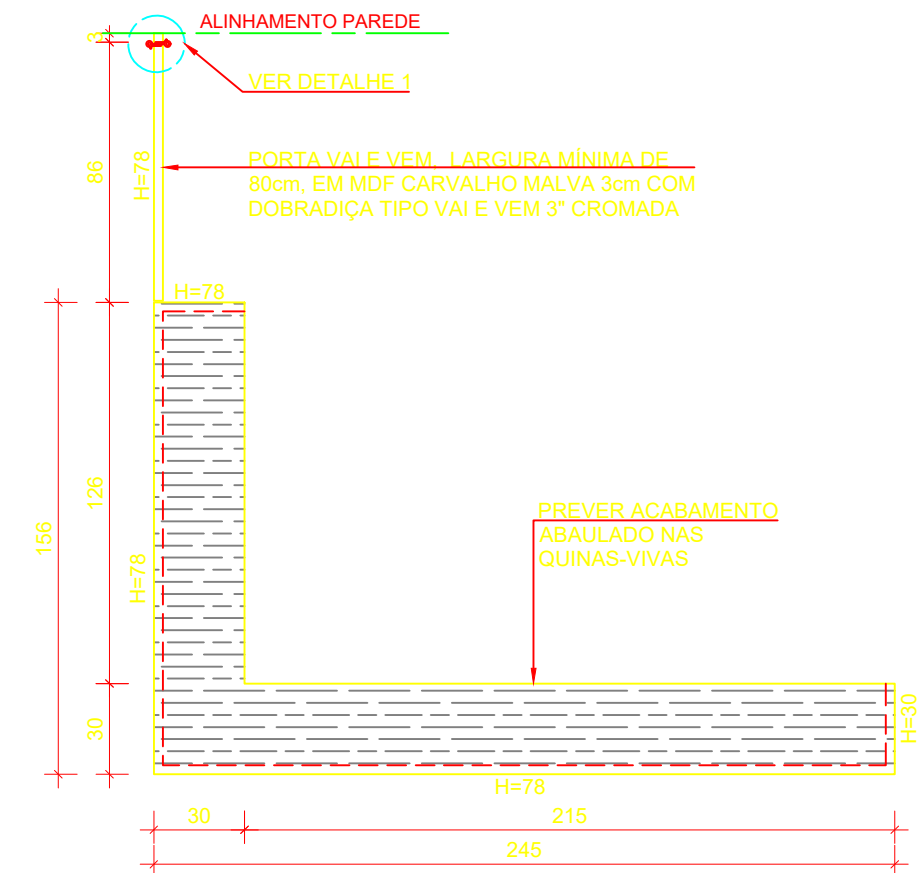 ALINHAMENTO PAREDE
3
VER DETALHE 1
86
H=78
PORTA VAI E VEM, LARGURA MÍNIMA DE
80cm, EM MDF CARVALHO MALVA 3cm COM
DOBRADIÇA TIPO VAI E VEM 3" CROMADA
H=78
126
156
H=78
PREVER ACABAMENTO
ABAULADO NAS
QUINAS-VIVAS
30
H=30
H=78
30
215
245